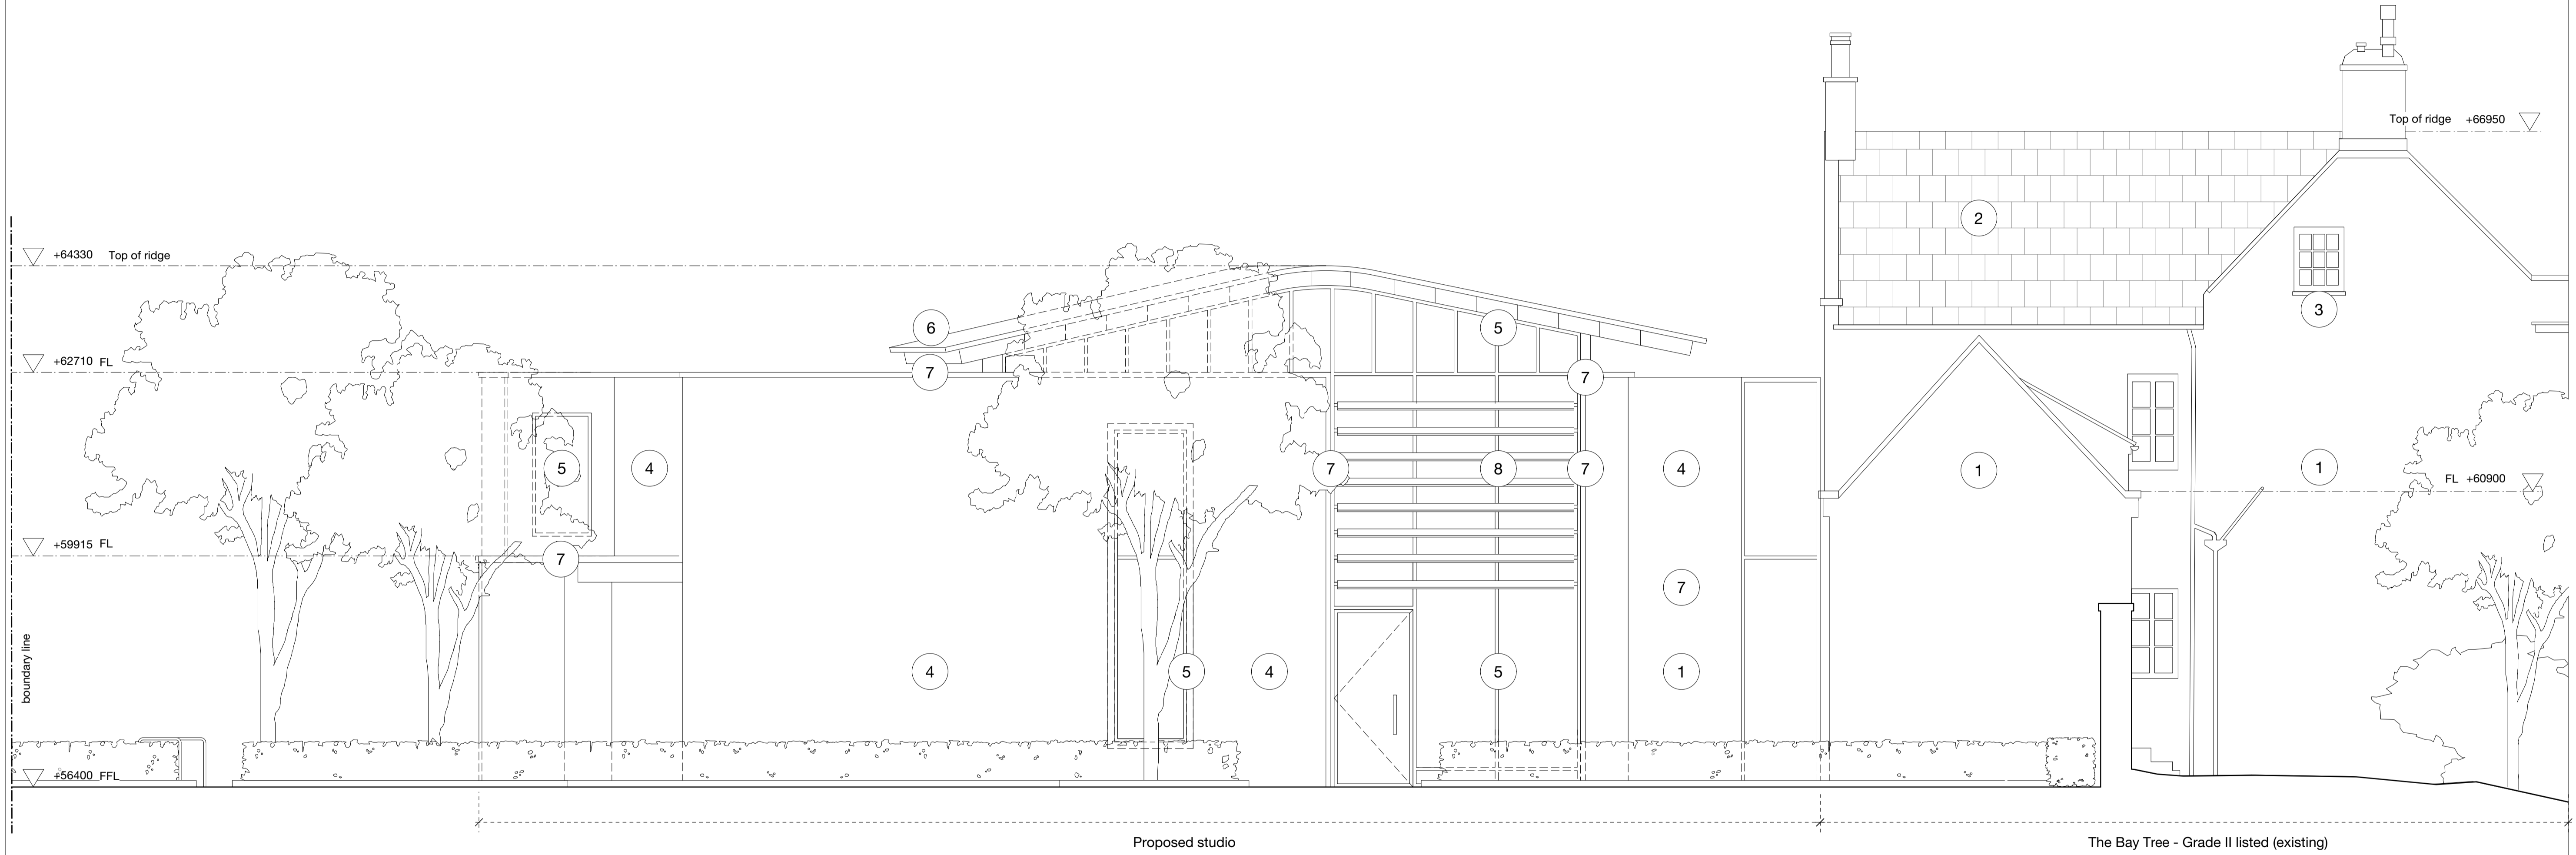 Top of ridge +66950
+64330 Top of ridge
2
3
6
5
+62710 FL
7
7
5
4
7
8
7
4
1
1
FL +60900
+59915 FL
7
7
boundary line
4
5
4
5
1
+56400 FFL
Proposed studio
The Bay Tree - Grade II listed (existing)